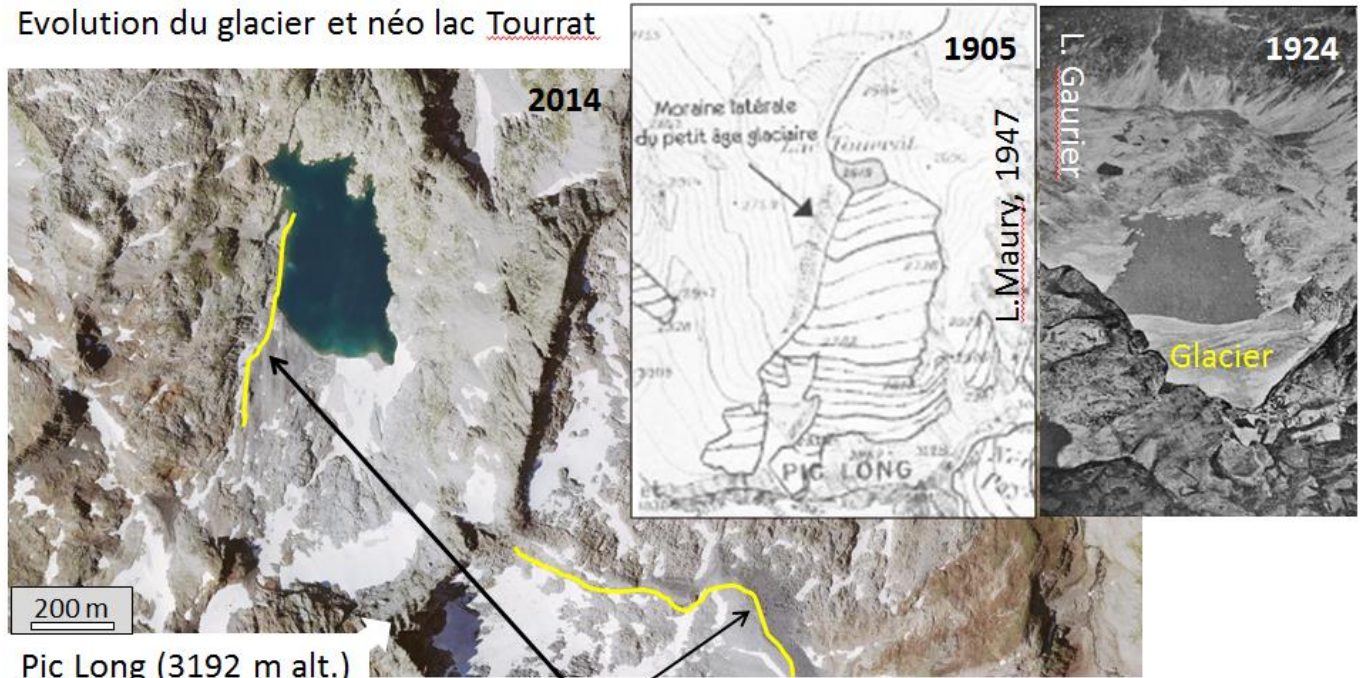 Evolution du glacier et néo lac Tourrat
2014
200 m
Pic Long (3192 m alt.)
1905
Moraine latérale
du petit âge glaciaire
Tourrat
PIC LONG
L.Maury, 1947
1924
L. Gaurier
Glacier